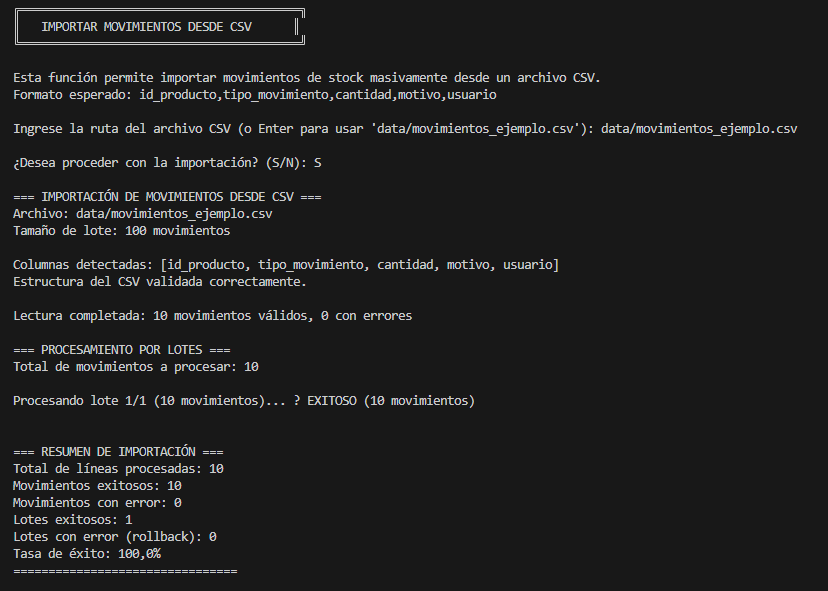 IMPORTAR MOVIMIENTOS DESDE CSV
Esta función permite importar movimientos de stock masivamente desde un archivo CSV.
Formato esperado: id_producto,tipo_movimiento,cantidad,motivo,usuario
Ingrese la ruta del archivo CSV (o Enter para usar 'data/movimientos_ejemplo.csv'): data/movimientos_ejemplo.csv
¿Desea proceder con la importación? (S/N): S
=== IMPORTACIÓN DE MOVIMIENTOS DESDE CSV ===
Archivo: data/movimientos_ejemplo.csv
Tamaño de lote: 100 movimientos
Columnas detectadas: [id_producto, tipo_movimiento, cantidad, motivo, usuario]
Estructura del CSV validada correctamente.
Lectura completada: 10 movimientos válidos, 0 con errores
=== PROCESAMIENTO POR LOTES ===
Total de movimientos a procesar: 10
Procesando lote 1/1 (10 movimientos)... ? EXITOSO (10 movimientos)
=== RESUMEN DE IMPORTACIÓN ===
Total de líneas procesadas: 10
Movimientos exitosos: 10
Movimientos con error: 0
Lotes exitosos: 1
Lotes con error (rollback): 0
Tasa de éxito: 100,0%
================================